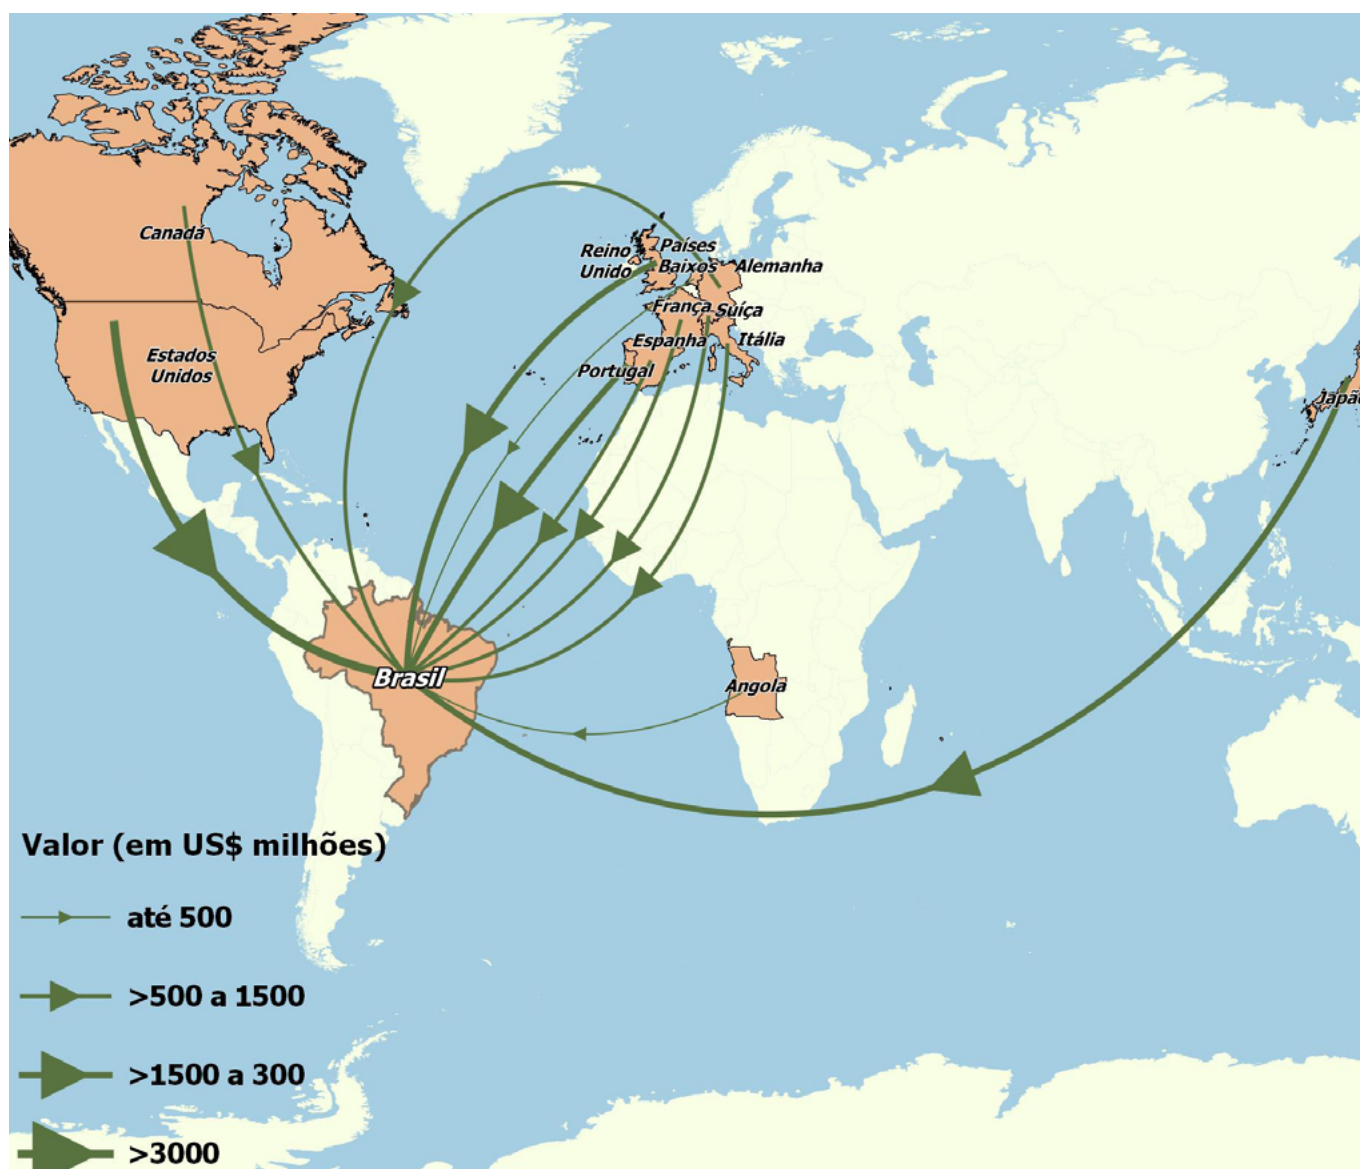 Canadá
Estados
Unidos
Reino
Unido
Países
Baixos
Alemanha
França
Suíça
Espanha
Itália
Portugal
Japão
Brasil
Angola
Valor (em US$ milhões)
até 500
>500 a 1500
>1500 a 300
>3000